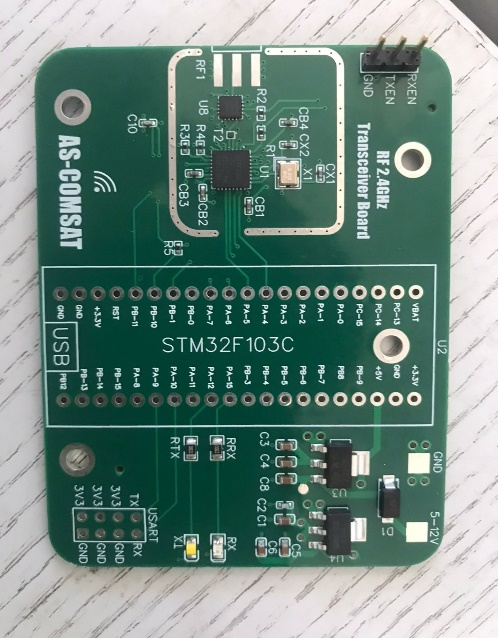 RXEN
TXEN
GND
RF1
U8
R2
C10
R3
R4
T2
CB4
CX2
R1
X1
CX1
U1
CB3
CB2
CB1
R5
AS-COMSAT
RF 2.4GHz
Transceiver Board
GND
GND
+3.3V
RST
PB-11
PB-10
PB-1
PB-0
PA-7
PA-6
PA-5
PA-4
PA-3
PA-2
PA-1
PA-0
PC-15
PC-14
PC-13
VBAT
U2
USB
STM32F103C
PB12
PB-13
PB-14
PB-15
PA-8
PA-9
PA-10
PA-11
PA-12
PA-15
PB-3
PB-4
PB-5
PB-6
PB-7
PB8
PB-9
+5V
GND
+3.3V
RTX
RRX
C3
C4
C8
U3
GND
D1
C2
C1
5-12V
3V3
3V3
3V3
TX
USART
GND
GND
GND
RX
RX
C6
C5
U4